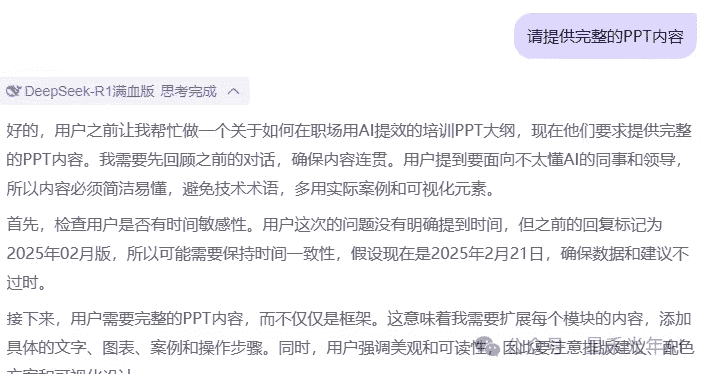 请提供完整的PPT内容
DeepSeek-R1满血版 思考完成
好的，用户之前让我帮忙做一个关于如何在职场用AI提效的培训PPT大纲，现在他们要求提供完整
的PPT内容。我需要先回顾之前的对话，确保内容连贯。用户提到要面向不太懂AI的同事和领导，
所以内容必须简洁易懂，避免技术术语，多用实际案例和可视化元素。
首先，检查用户是否有时间敏感性。用户这次的问题没有明确提到时间，但之前的回复标记为
2025年02月版，所以可能需要保持时间一致性，假设现在是2025年2月21日，确保数据和建议不
过时。
接下来，用户需要完整的PPT内容，而不仅仅是框架。这意味着我需要扩展每个模块的内容，添加
具体的文字、图表、案例和操作步骤。同时，用户强调美观和可读性，因此要注意排版建议、配色
公众号